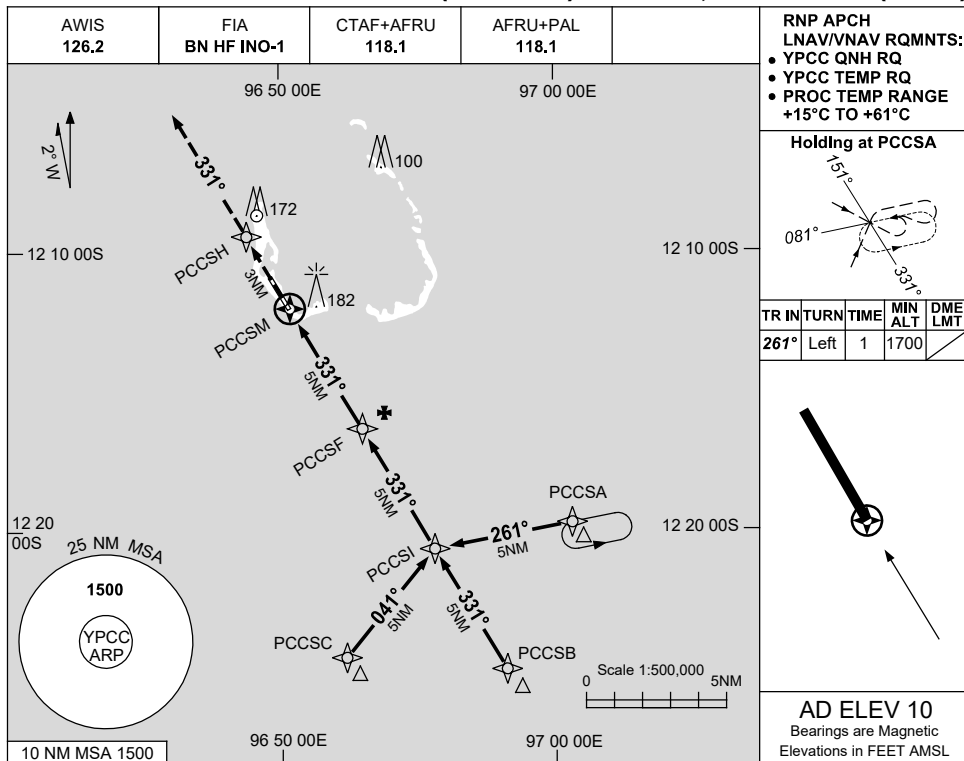 AWIS
126.2
FIA
BN HF INO-1
CTAF+AFRU
118.1
AFRU+PAL
118.1
RNP APCH
LNAV/VNAV RQMNTS:
• YPCC QNH RQ
• YPCC TEMP RQ
• PROC TEMP RANGE
+15°C TO +61°C
96 50 00E
97 00 00E
2° W
331°
100
172
12 10 00S
12 10 00S
PCCSH
3NM
182
PCCSM
331°
5NM
PCCSF
331°
5NM
PCCSA
12 20
00S
12 20 00S
261°
5NM
PCCSI
041°
5NM
331°
5NM
PCCSC
PCCSB
25 NM MSA
1500
YPCC
ARP
Scale 1:500,000
0
5NM
10 NM MSA 1500
96 50 00E
97 00 00E
Holding at PCCSA
151°
081°
331°
TR IN TURN TIME MIN ALT DME LMT
261° Left 1 1700
AD ELEV 10
Bearings are Magnetic
Elevations in FEET AMSL